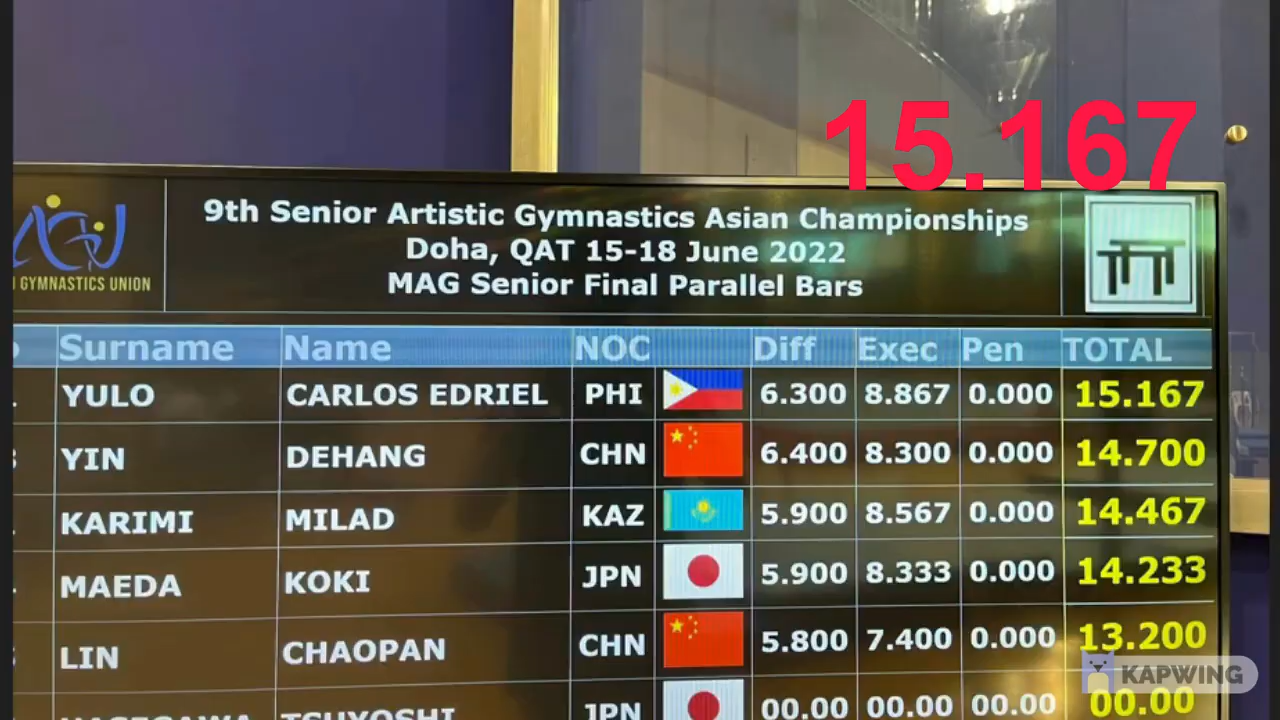 15.167
9th Senior Artistic Gymnastics Asian Championships
Doha, QAT 15-18 June 2022
MAG Senior Final Parallel Bars
GYMNASTICS UNION
Surname Name NOC Diff Exec Pen TOTAL
YULO CARLOS EDRIEL PHI 6.300 8.867 0.000 15.167
YIN DEHANG CHN 6.400 8.300 0.000 14.700
KARIMI MILAD KAZ 5.900 8.567 0.000 14.467
MAEDA KOKI JPN 5.900 8.333 0.000 14.233
LIN CHAOPAN CHN 5.800 7.400 0.000 13.200
TSUYOSHI JPN 00.00 00.00 00.00 00.00
KAPWING